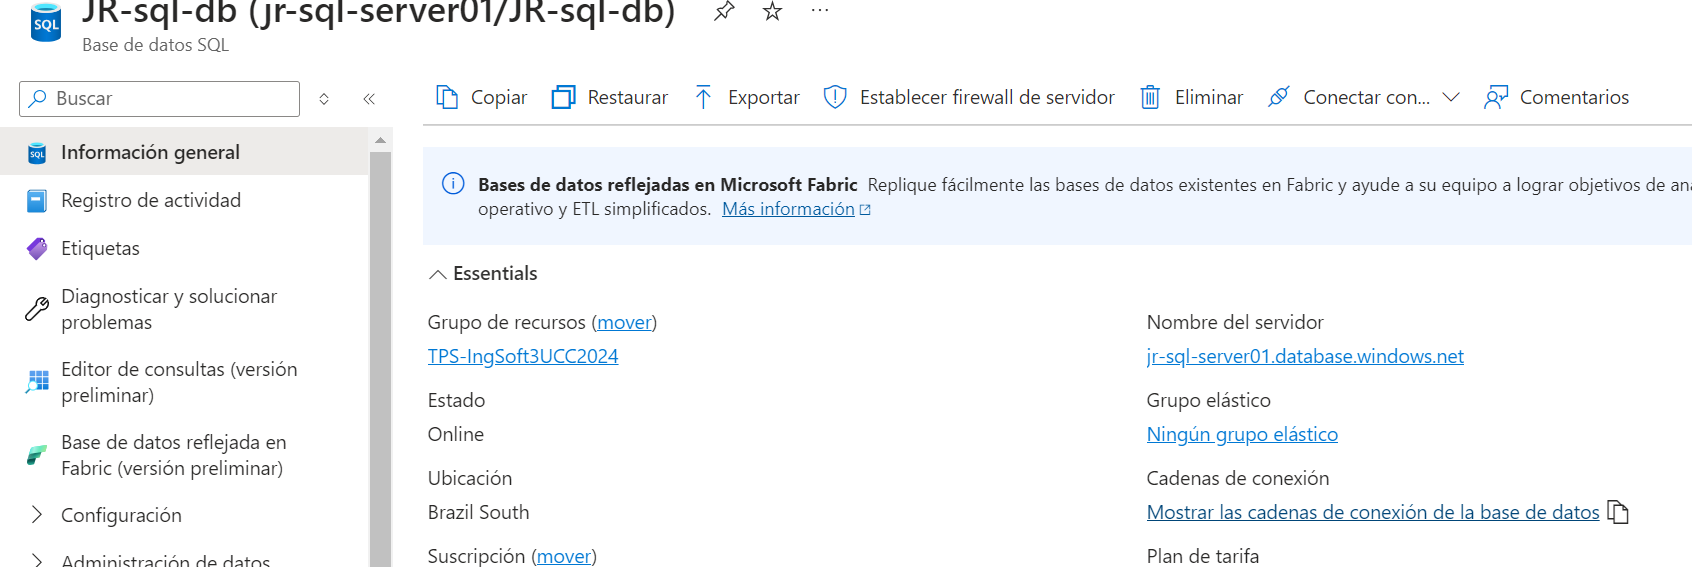 JR-sql-db (jr-sql-server01/JR-sql-db)
SQL
Base de datos SQL
Buscar
Copiar
Restaurar
Exportar
Establecer firewall de servidor
Eliminar
Conectar con...
Comentarios
SQL
Información general
Registro de actividad
Etiquetas
Diagnosticar y solucionar
problemas
Editor de consultas (versión
preliminar)
Base de datos reflejada en
Fabric (versión preliminar)
Configuración
Administración de datos
Bases de datos reflejadas en Microsoft Fabric Replique fácilmente las bases de datos existentes en Fabric y ayude a su equipo a lograr objetivos de
operativo y ETL simplificados. Más información
Essentials
Grupo de recursos (mover)
TPS-IngSoft3UCC2024
Estado
Online
Ubicación
Brazil South
Suscripción (mover)
Nombre del servidor
jr-sql-server01.database.windows.net
Grupo elástico
Ningún grupo elástico
Cadenas de conexión
Mostrar las cadenas de conexión de la base de datos
Plan de tarifa